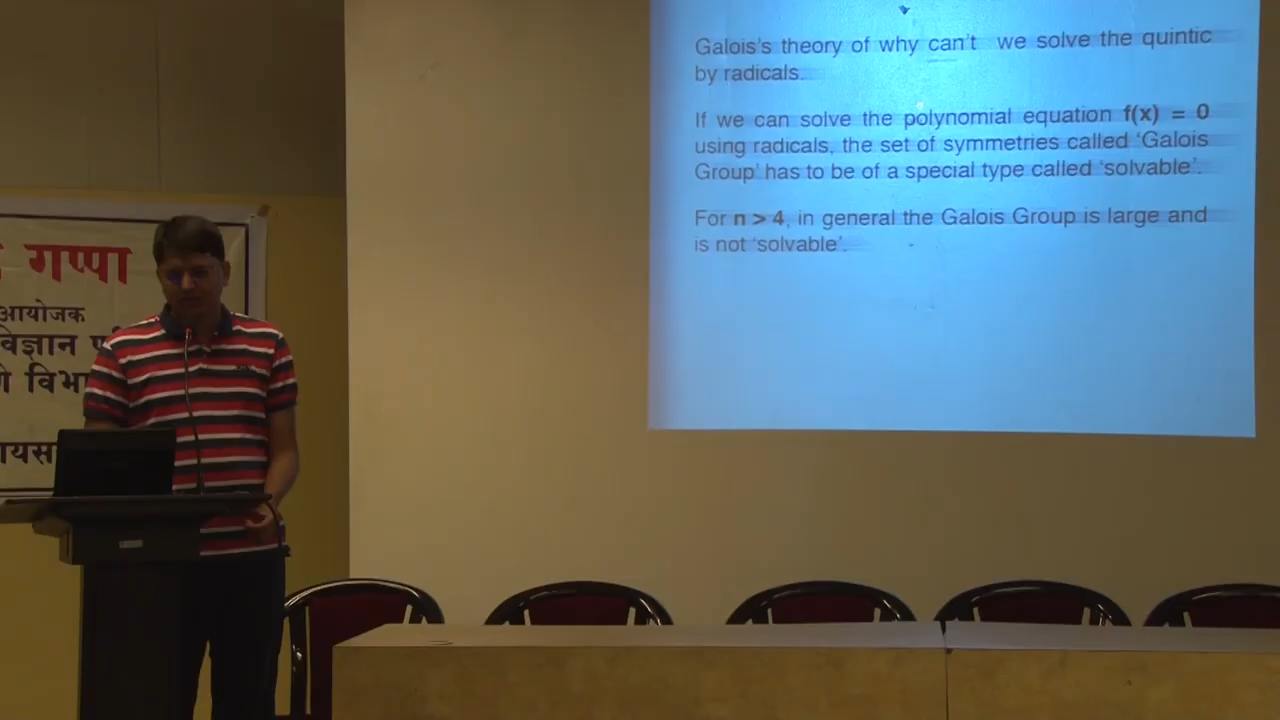 Galois's theory of why can't we solve the quintic
by radicals.
If we can solve the polynomial equation f(x) = 0
using radicals, the set of symmetries called ‘Galois
Group’ has to be of a special type called ‘solvable’.
For n > 4, in general the Galois Group is large and
is not ‘solvable’.
गप्पा
आयोजक
विज्ञान